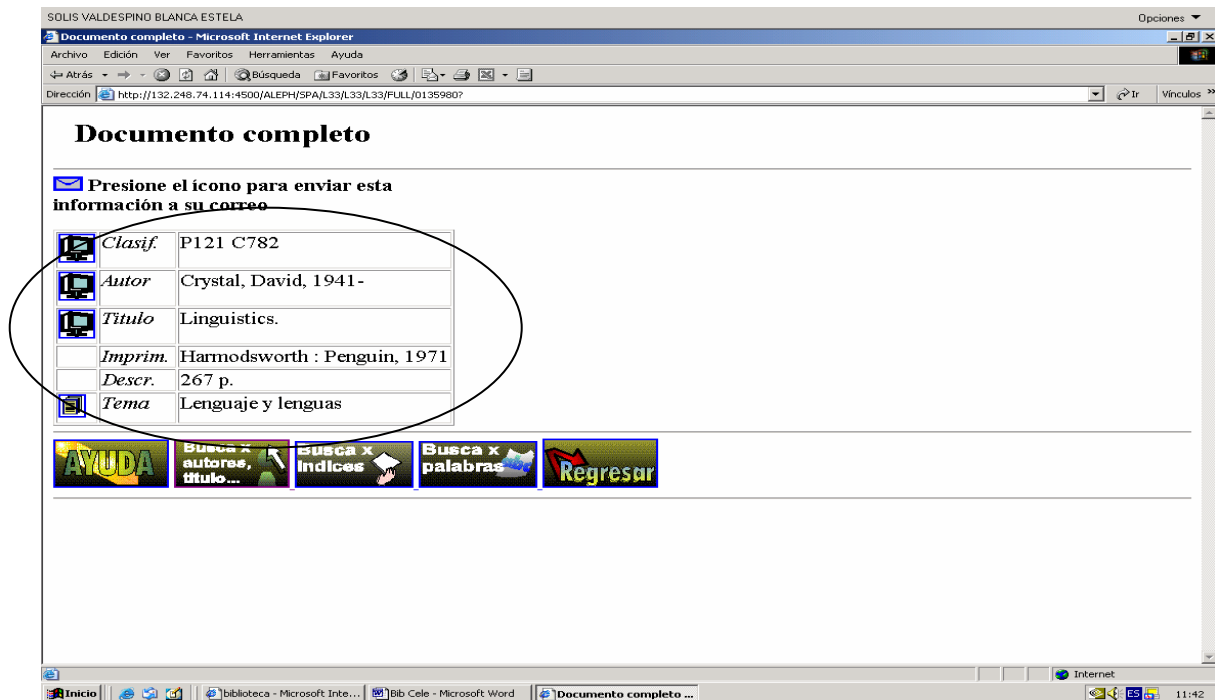 SOLIS VALDESPINO BLANCA ESTELA
Opciones
Documento completo - Microsoft Internet Explorer
Archivo Edición Ver Favoritos Herramientas Ayuda
Atrás Búsqueda Favoritos
Dirección http://132.248.74.114:4500/ALEPH/SPA/L33/L33/L33/FULL/0135980? Ir Vínculos »
Documento completo
Presione el ícono para enviar esta
información a su correo
Clasif. P121 C782
Autor Crystal, David, 1941-
Titulo Linguistics.
Imprim. Harmodsworth : Penguin, 1971
Descr. 267 p.
Tema Lenguaje y lenguas
AYUDA
Busca x
autores,
título...
Busca x
Indices
Busca x
palabras
abc
Regresar
Internet
Inicio biblioteca - Microsoft Inte... Bib Cele - Microsoft Word Documento completo ... ES 11:42